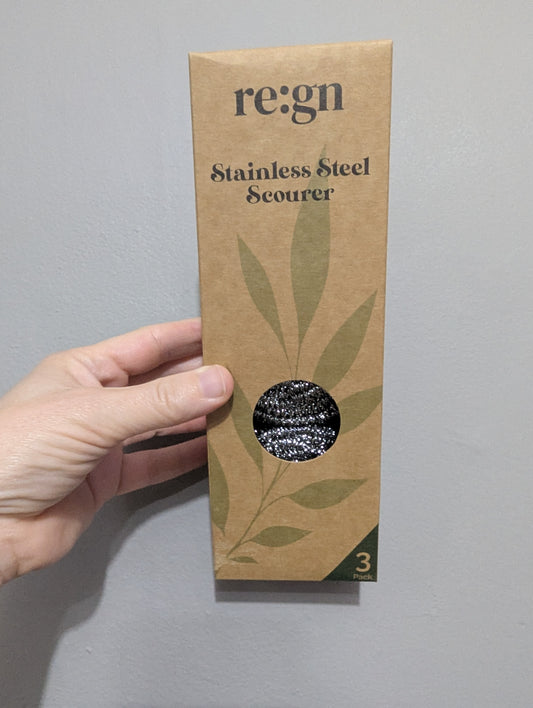 re:gn
Stainless Steel
Scourer
3
Pack